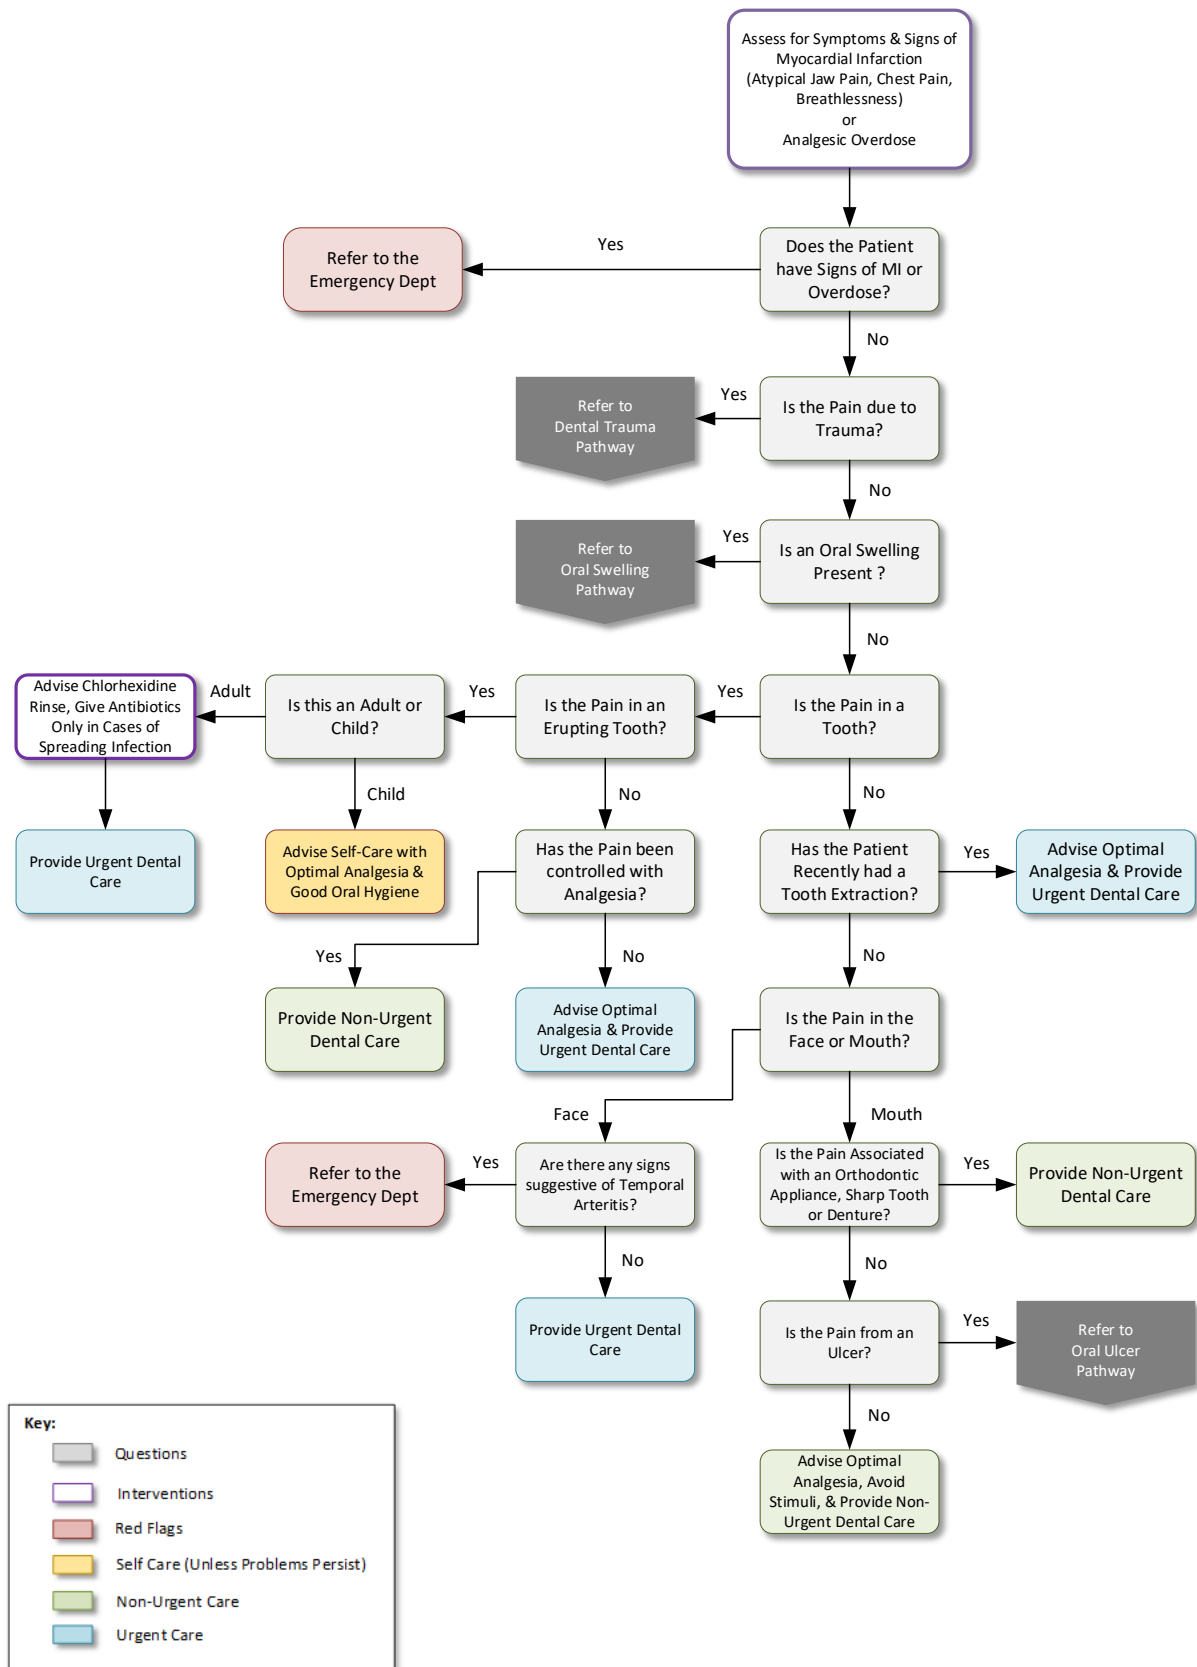 Assess for Symptoms & Signs of
Myocardial Infarction
(Atypical Jaw Pain, Chest Pain,
Breathlessness)
or
Analgesic Overdose
Does the Patient
have Signs of MI or
Overdose?
Yes
Refer to the
Emergency Dept
No
Is the Pain due to
Trauma?
Yes
Refer to
Dental Trauma
Pathway
No
Is an Oral Swelling
Present ?
Yes
Refer to
Oral Swelling
Pathway
No
Is the Pain in a
Tooth?
Yes
Is the Pain in an
Erupting Tooth?
Yes
Is this an Adult or
Child?
Adult
Advise Chlorhexidine
Rinse, Give Antibiotics
Only in Cases of
Spreading Infection
Provide Urgent Dental
Care
Child
Advise Self-Care with
Optimal Analgesia &
Good Oral Hygiene
No
Has the Pain been
controlled with
Analgesia?
Yes
Provide Non-Urgent
Dental Care
No
Advise Optimal
Analgesia & Provide
Urgent Dental Care
No
Has the Patient
Recently had a
Tooth Extraction?
Yes
Advise Optimal
Analgesia & Provide
Urgent Dental Care
No
Is the Pain in the
Face or Mouth?
Face
Are there any signs
suggestive of Temporal
Arteritis?
Yes
Refer to the
Emergency Dept
No
Provide Urgent Dental
Care
Mouth
Is the Pain Associated
with an Orthodontic
Appliance, Sharp Tooth
or Denture?
Yes
Provide Non-Urgent
Dental Care
No
Is the Pain from an
Ulcer?
Yes
Refer to
Oral Ulcer
Pathway
No
Advise Optimal
Analgesia, Avoid
Stimuli, & Provide Non-
Urgent Dental Care
Key:
Questions
Interventions
Red Flags
Self Care (Unless Problems Persist)
Non-Urgent Care
Urgent Care